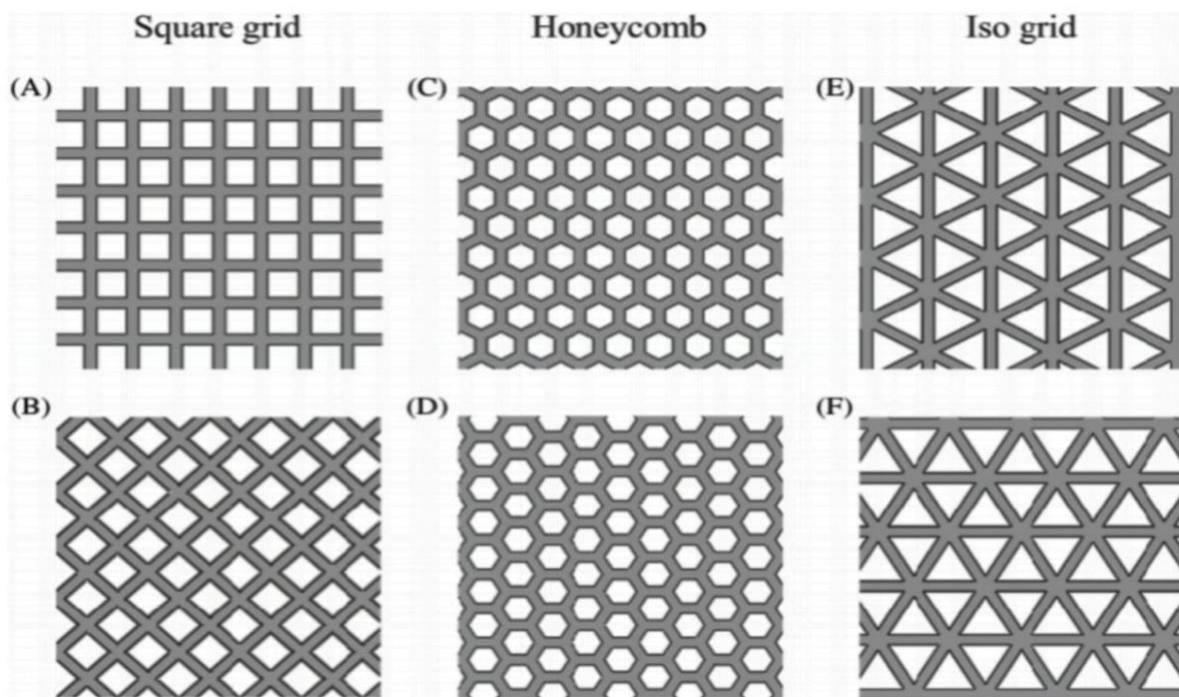 Square grid
Honeycomb
Iso grid
(A)
(C)
(E)
(B)
(D)
(F)